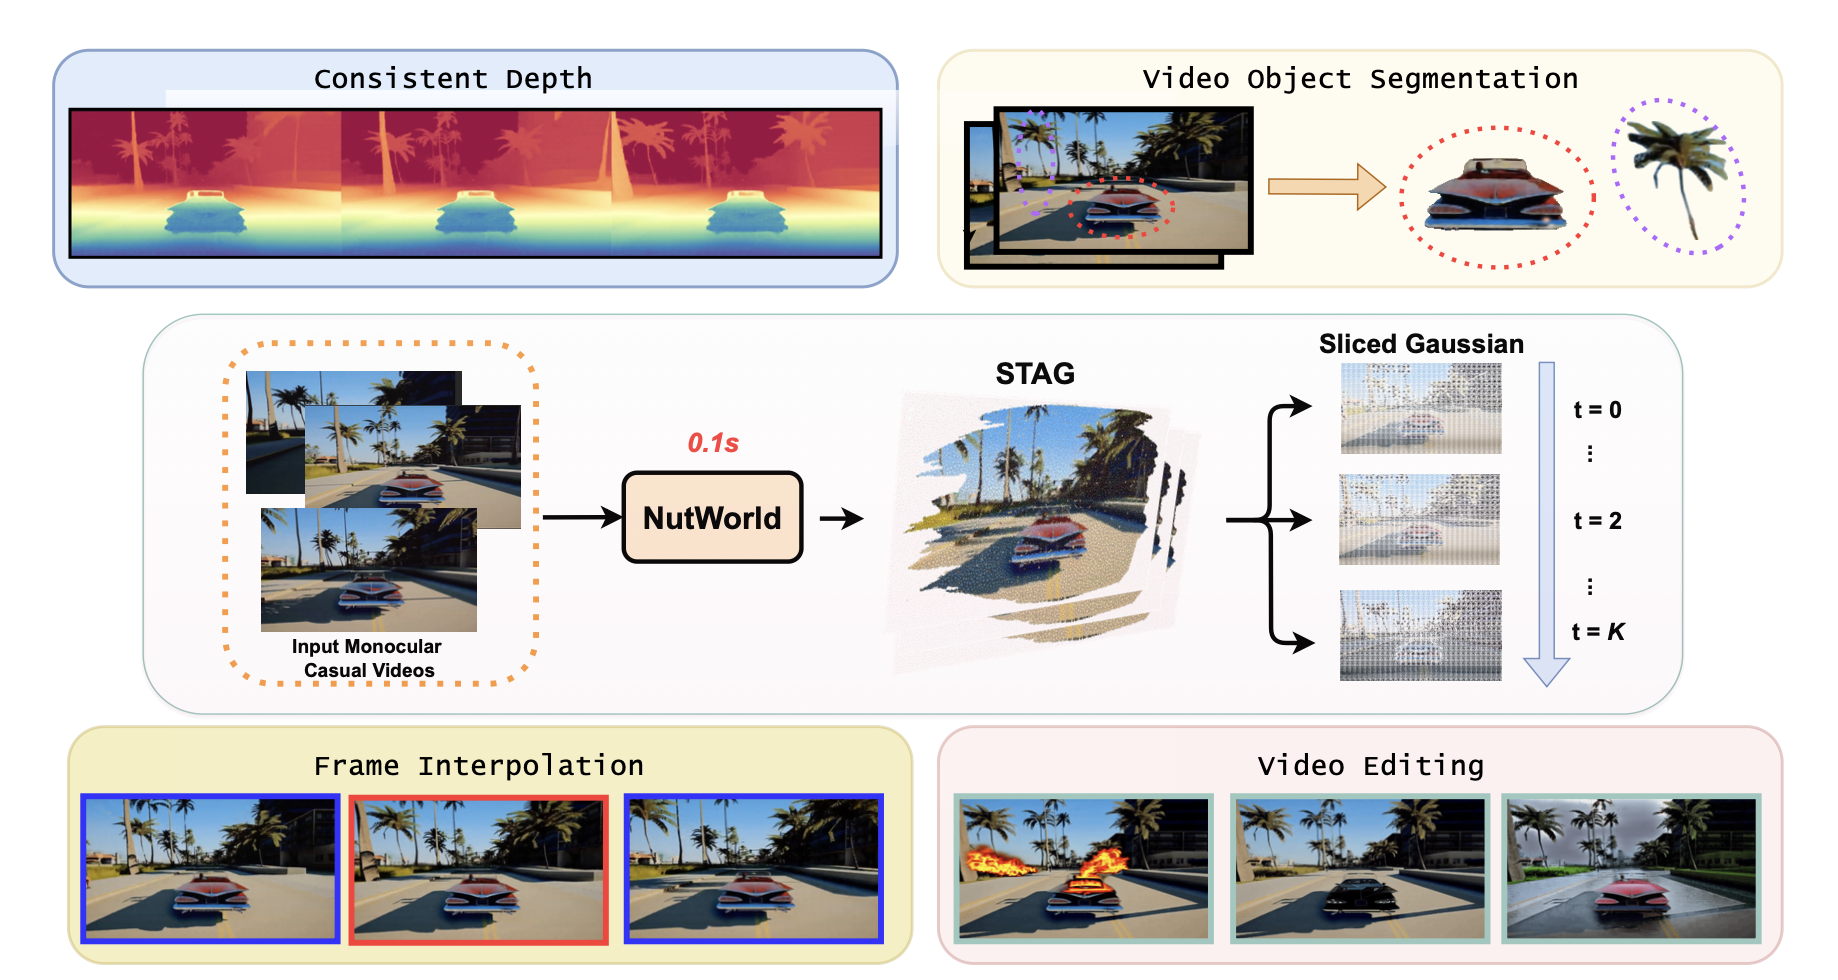 Consistent Depth
Video Object Segmentation
Input Monocular
Casual Videos
0.1s
NutWorld
STAG
Sliced Gaussian
t = 0
⋮
t = 2
⋮
t = K
Frame Interpolation
Video Editing